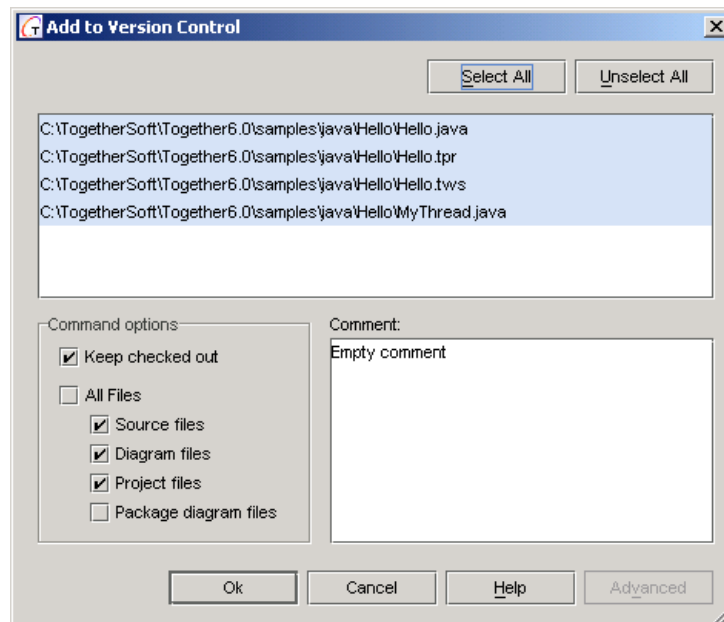 Add to Version Control
Select All
Unselect All
C:\TogetherSoft\Together6.0\samples\java\Hello\Hello.java
C:\TogetherSoft\Together6.0\samples\java\Hello\Hello.tpr
C:\TogetherSoft\Together6.0\samples\java\Hello\Hello.tws
C:\TogetherSoft\Together6.0\samples\java\Hello\MyThread.java
Command options
Keep checked out
All Files
Source files
Diagram files
Project files
Package diagram files
Comment:
Empty comment
Ok
Cancel
Help
Advanced